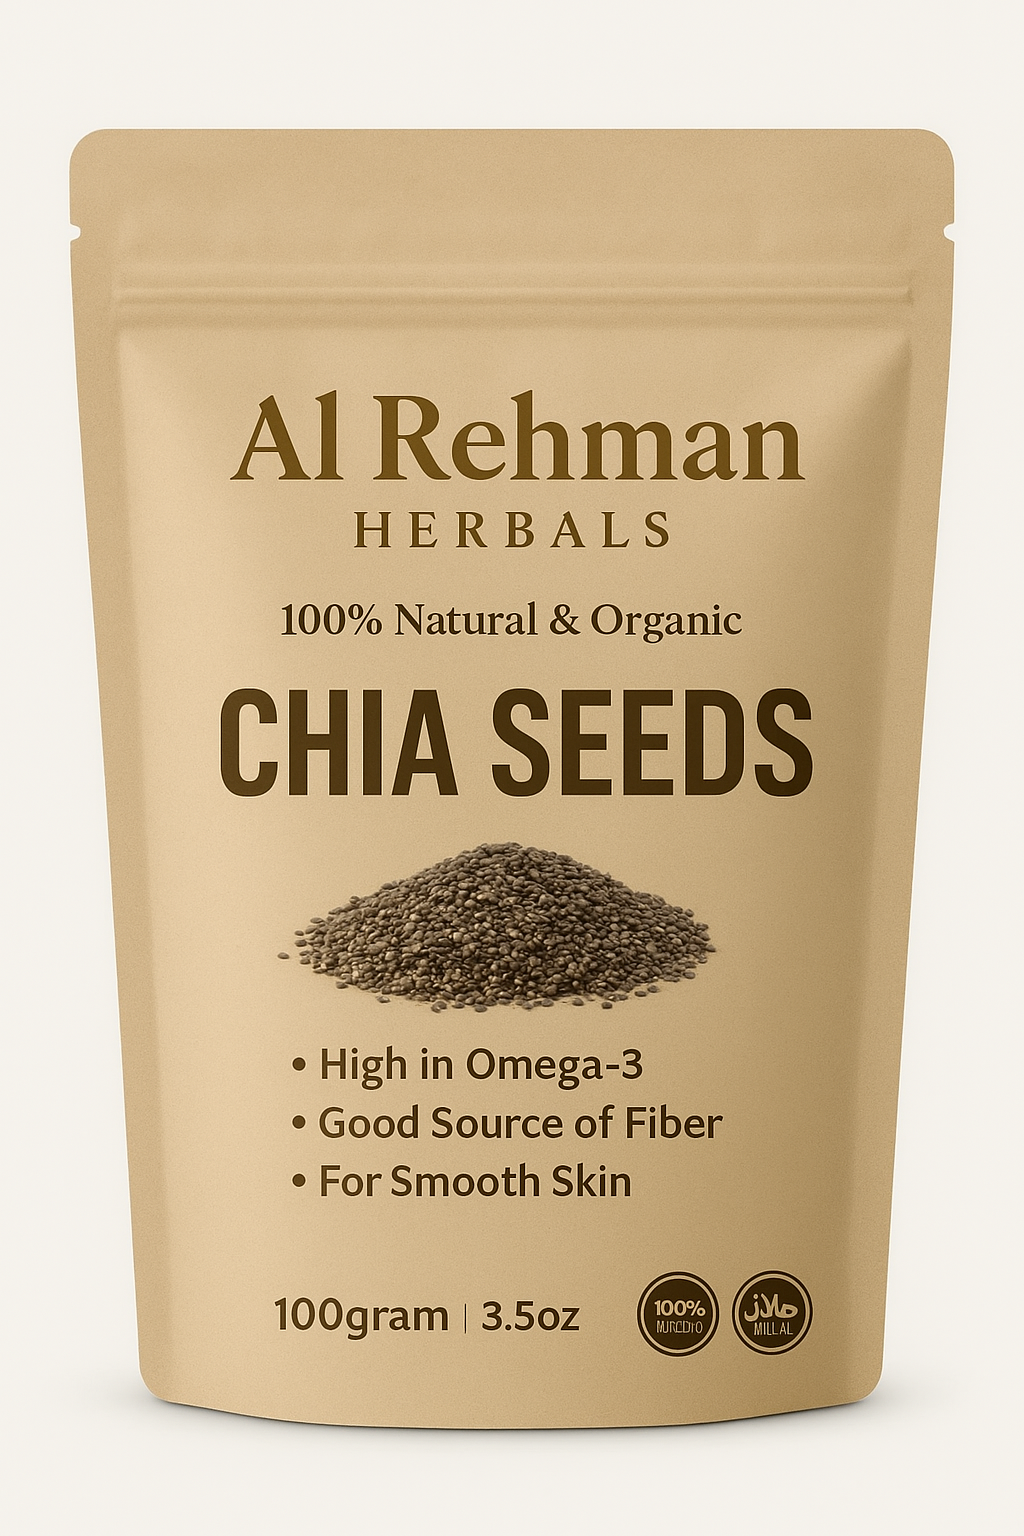 Al Rehman
HERBALS
100% Natural & Organic
CHIA SEEDS
• High in Omega-3
• Good Source of Fiber
• For Smooth Skin
100gram | 3.5oz
100%
MILLAL